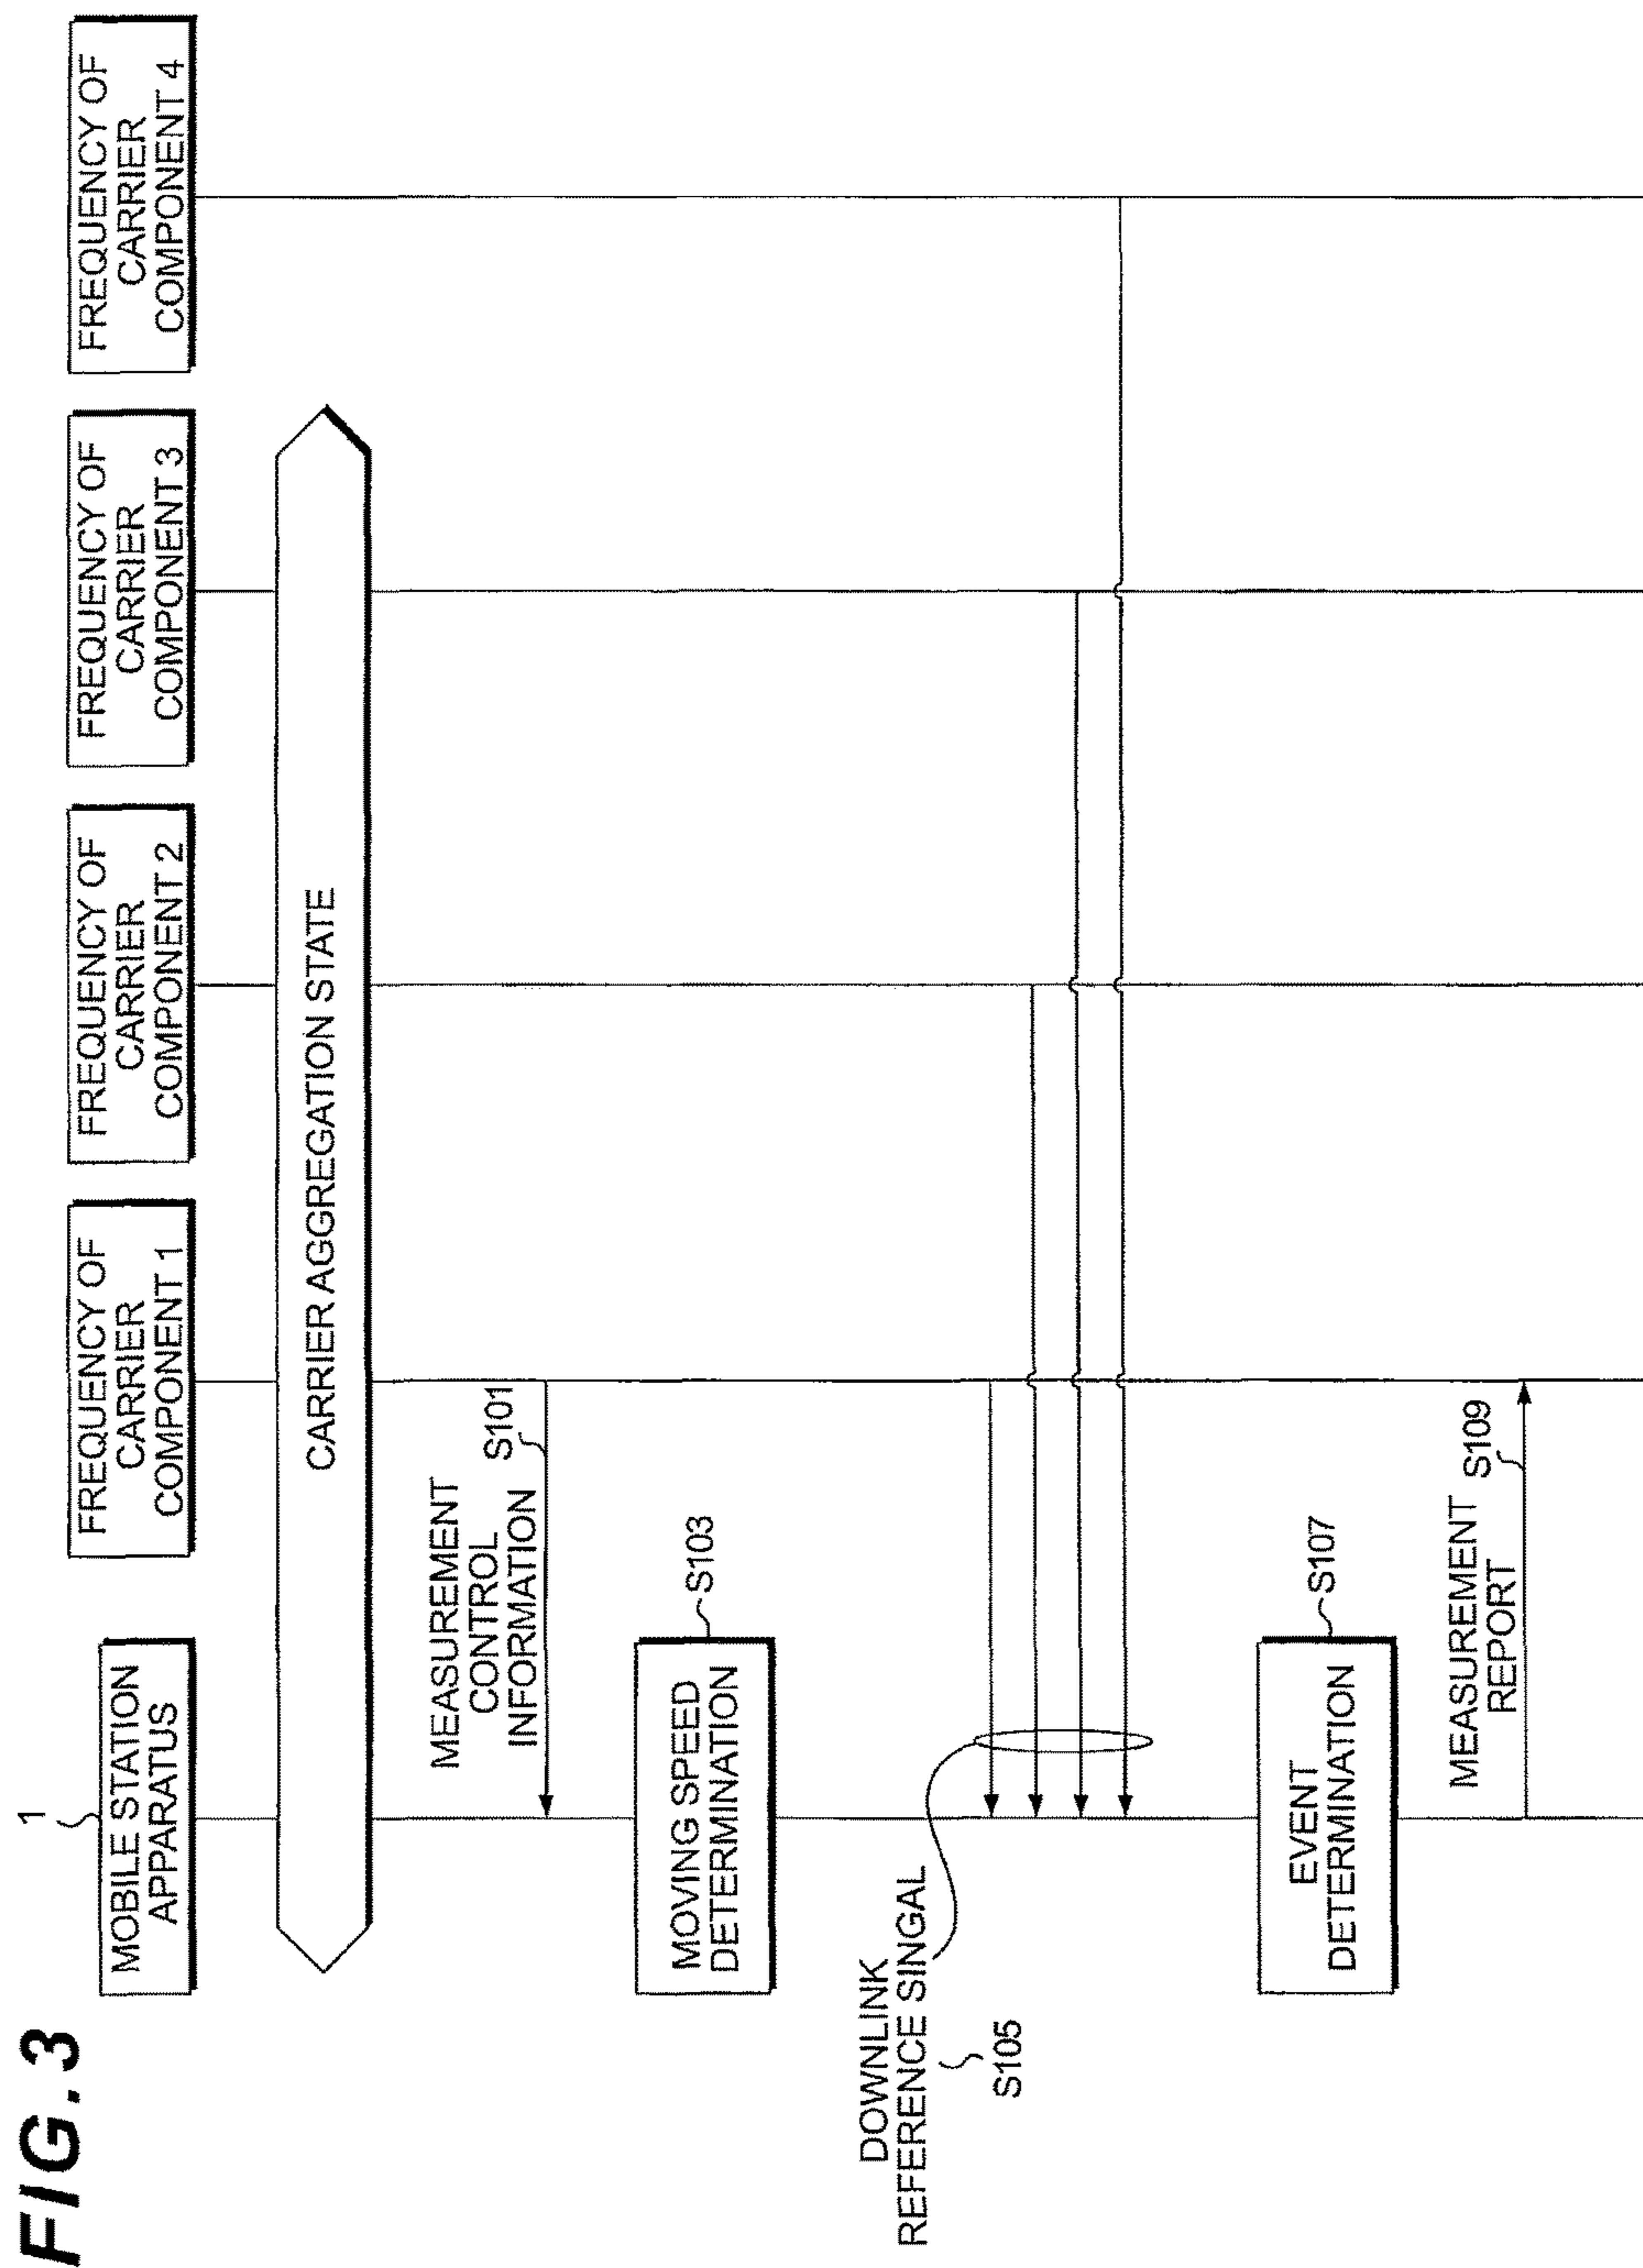 FIG.3
1
MOBILE STATION
APPARATUS
FREQUENCY OF
CARRIER
COMPONENT 1
FREQUENCY OF
CARRIER
COMPONENT 2
FREQUENCY OF
CARRIER
COMPONENT 3
FREQUENCY OF
CARRIER
COMPONENT 4
CARRIER AGGREGATION STATE
MEASUREMENT
CONTROL
INFORMATION
S101
MOVING SPEED
DETERMINATION
S103
DOWNLINK
REFERENCE SINGAL
S105
EVENT
DETERMINATION
S107
MEASUREMENT
REPORT
S109